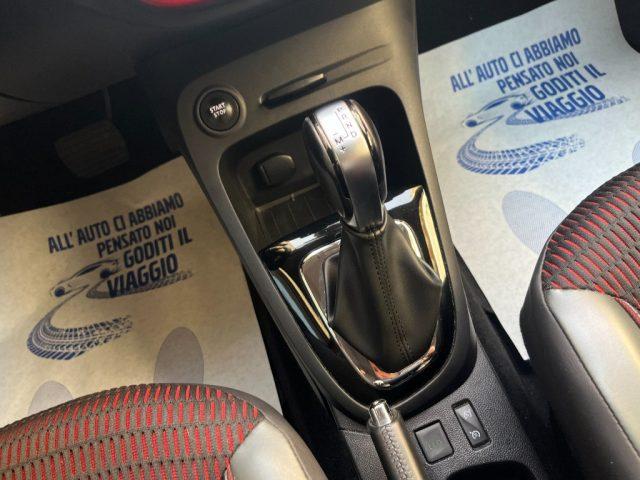 ALL' AUTO CI ABBIAMO
PENSATO NOI
GODITI IL
VIAGGIO
START
STOP
P R N D
M
+
ALL' AUTO CI ABBIAMO
PENSATO NOI
GODITI IL
VIAGGIO